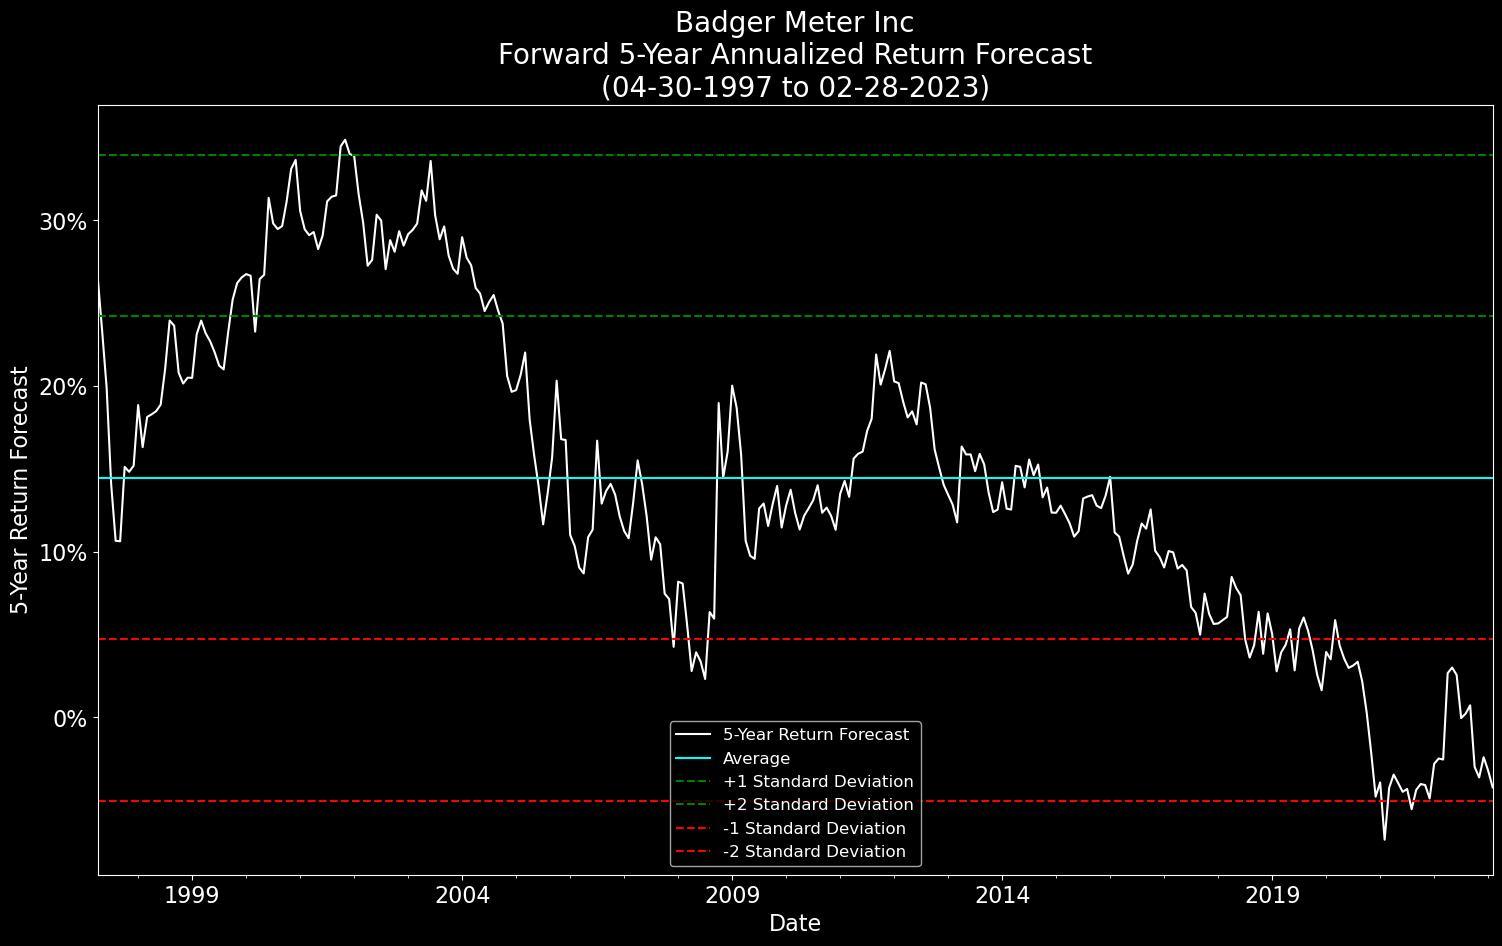 Badger Meter Inc
Forward 5-Year Annualized Return Forecast
(04-30-1997 to 02-28-2023)
5-Year Return Forecast
30%
20%
10%
0%
5-Year Return Forecast
Average
+1 Standard Deviation
+2 Standard Deviation
-1 Standard Deviation
-2 Standard Deviation
1999 2004 2009 2014 2019
Date